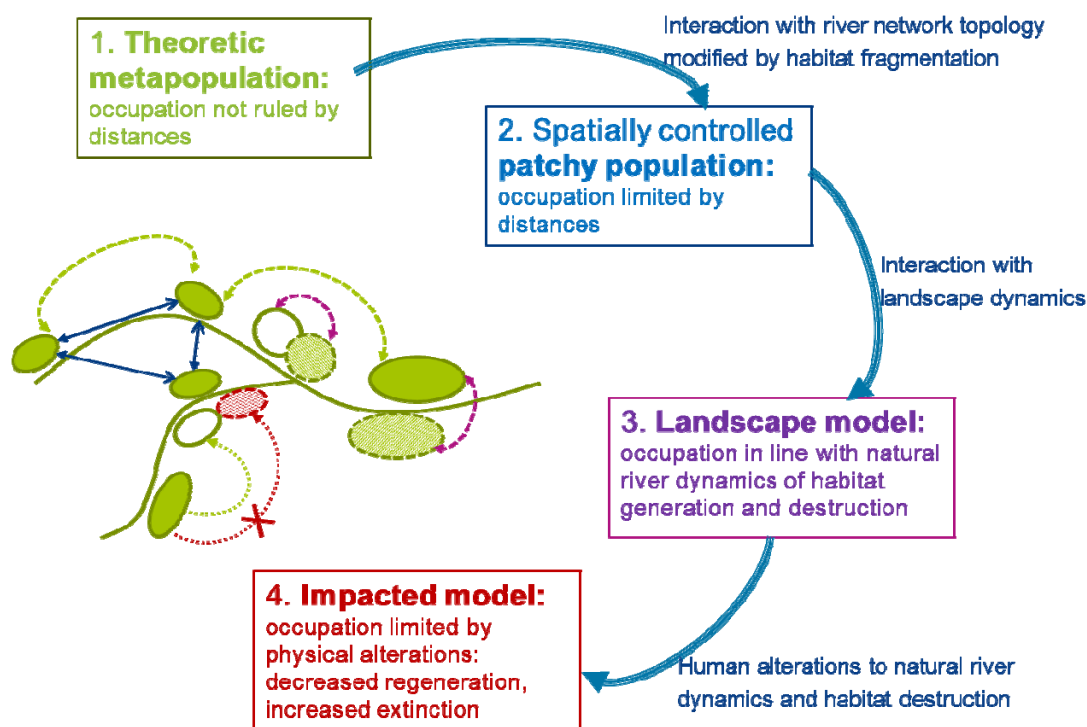 1. Theoretic
metapopulation:
occupation not ruled by
distances
Interaction with river network topology
modified by habitat fragmentation
2. Spatially controlled
patchy population:
occupation limited by
distances
Interaction with
landscape dynamics
3. Landscape model:
occupation in line with natural
river dynamics of habitat
generation and destruction
4. Impacted model:
occupation limited by
physical alterations:
decreased regeneration,
increased extinction
Human alterations to natural river
dynamics and habitat destruction